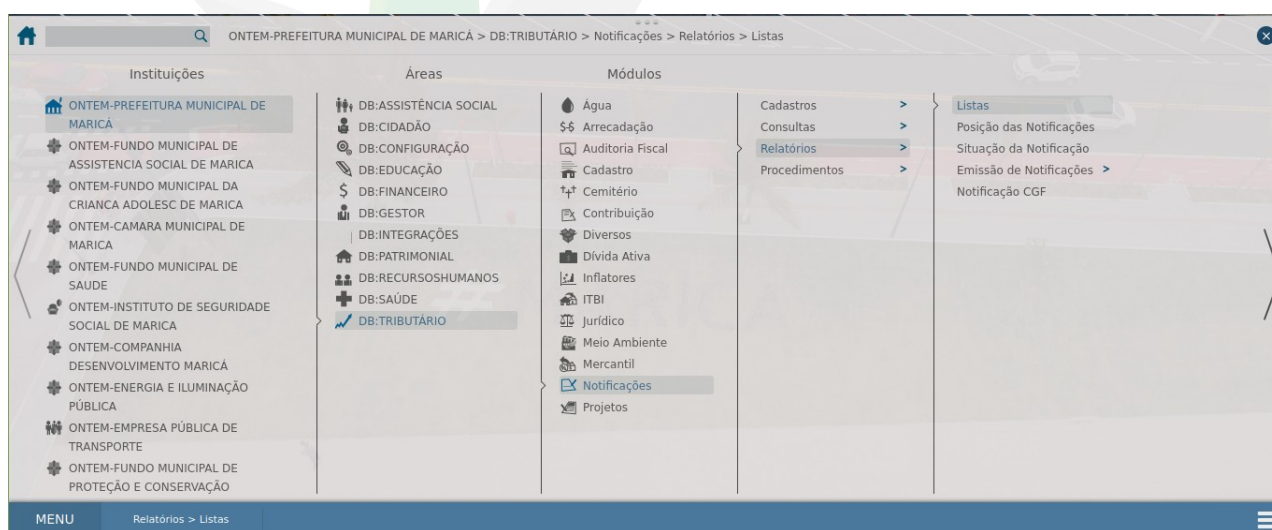 ONTEM-PREFEITURA MUNICIPAL DE MARICÁ > DB:TRIBUTÁRIO > Notificações > Relatórios > Listas
Instituições
ONTEM-PREFEITURA MUNICIPAL DE
MARICÁ
ONTEM-FUNDO MUNICIPAL DE
ASSISTENCIA SOCIAL DE MARICA
ONTEM-FUNDO MUNICIPAL DA
CRIANCA ADOLESC DE MARICA
ONTEM-CAMARA MUNICIPAL DE
MARICA
ONTEM-FUNDO MUNICIPAL DE
SAUDE
ONTEM-INSTITUTO DE SEGURIDADE
SOCIAL DE MARICA
ONTEM-COMPANHIA
DESENVOLVIMENTO MARICÁ
ONTEM-ENERGIA E ILUMINAÇÃO
PÚBLICA
ONTEM-EMPRESA PÚBLICA DE
TRANSPORTE
ONTEM-FUNDO MUNICIPAL DE
PROTEÇÃO E CONSERVAÇÃO
Áreas
DB:ASSISTÊNCIA SOCIAL
DB:CIDADÃO
DB:CONFIGURAÇÃO
DB:EDUCAÇÃO
DB:FINANCEIRO
DB:GESTOR
DB:INTEGRAÇÕES
DB:PATRIMONIAL
DB:RECURSOSHUMANOS
DB:SAÚDE
DB:TRIBUTÁRIO
Módulos
Água
Arrecadação
Auditoria Fiscal
Cadastro
Cemitério
Contribuição
Diversos
Dívida Ativa
Inflatores
ITBI
Jurídico
Meio Ambiente
Mercantil
Notificações
Projetos
Cadastros >
Consultas >
Relatórios >
Procedimentos >
Listas
Posição das Notificações
Situação da Notificação
Emissão de Notificações >
Notificação CGF
MENU
Relatórios > Listas